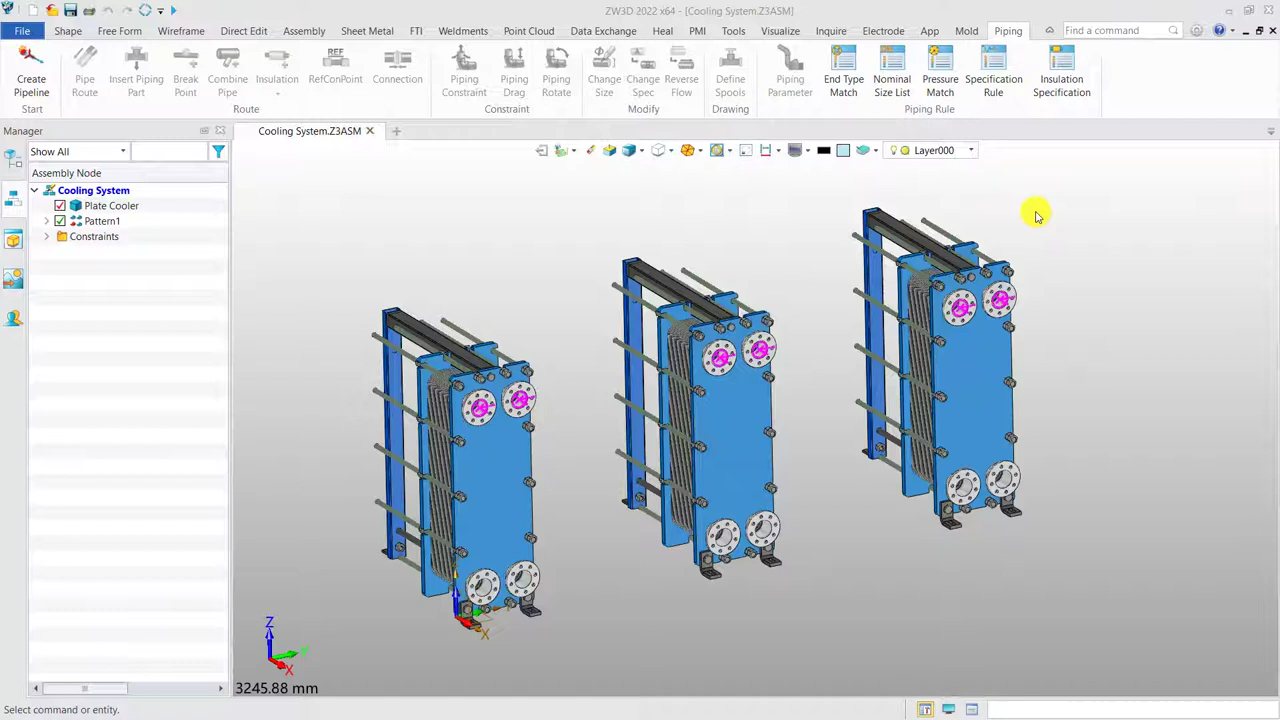 ZW3D 2022 x64 - [Cooling System.Z3ASM]
File Shape Free Form Wireframe Direct Edit Assembly Sheet Metal FTI Weldments Point Cloud Data Exchange Heal PMI Tools Visualize Inquire Electrode App Mold Piping Find a command
Create Pipeline
Pipe Route
Insert Piping Part
Break Point
Combine Pipe
Insulation
REF
RefConPoint
Connection
Piping Constraint
Piping Drag
Piping Rotate
Change Size
Change Spec
Reverse Flow
Define Spools
Piping Parameter
End Type Match
Nominal Size List
Pressure Match
Specification Rule
Insulation Specification
Start Route Constraint Modify Drawing Piping Rule
Manager
Cooling System.Z3ASM
Show All
Layer000
Assembly Node
Cooling System
Plate Cooler
Pattern1
Constraints
X
Z
Y
X
3245.88 mm
Select command or entity.